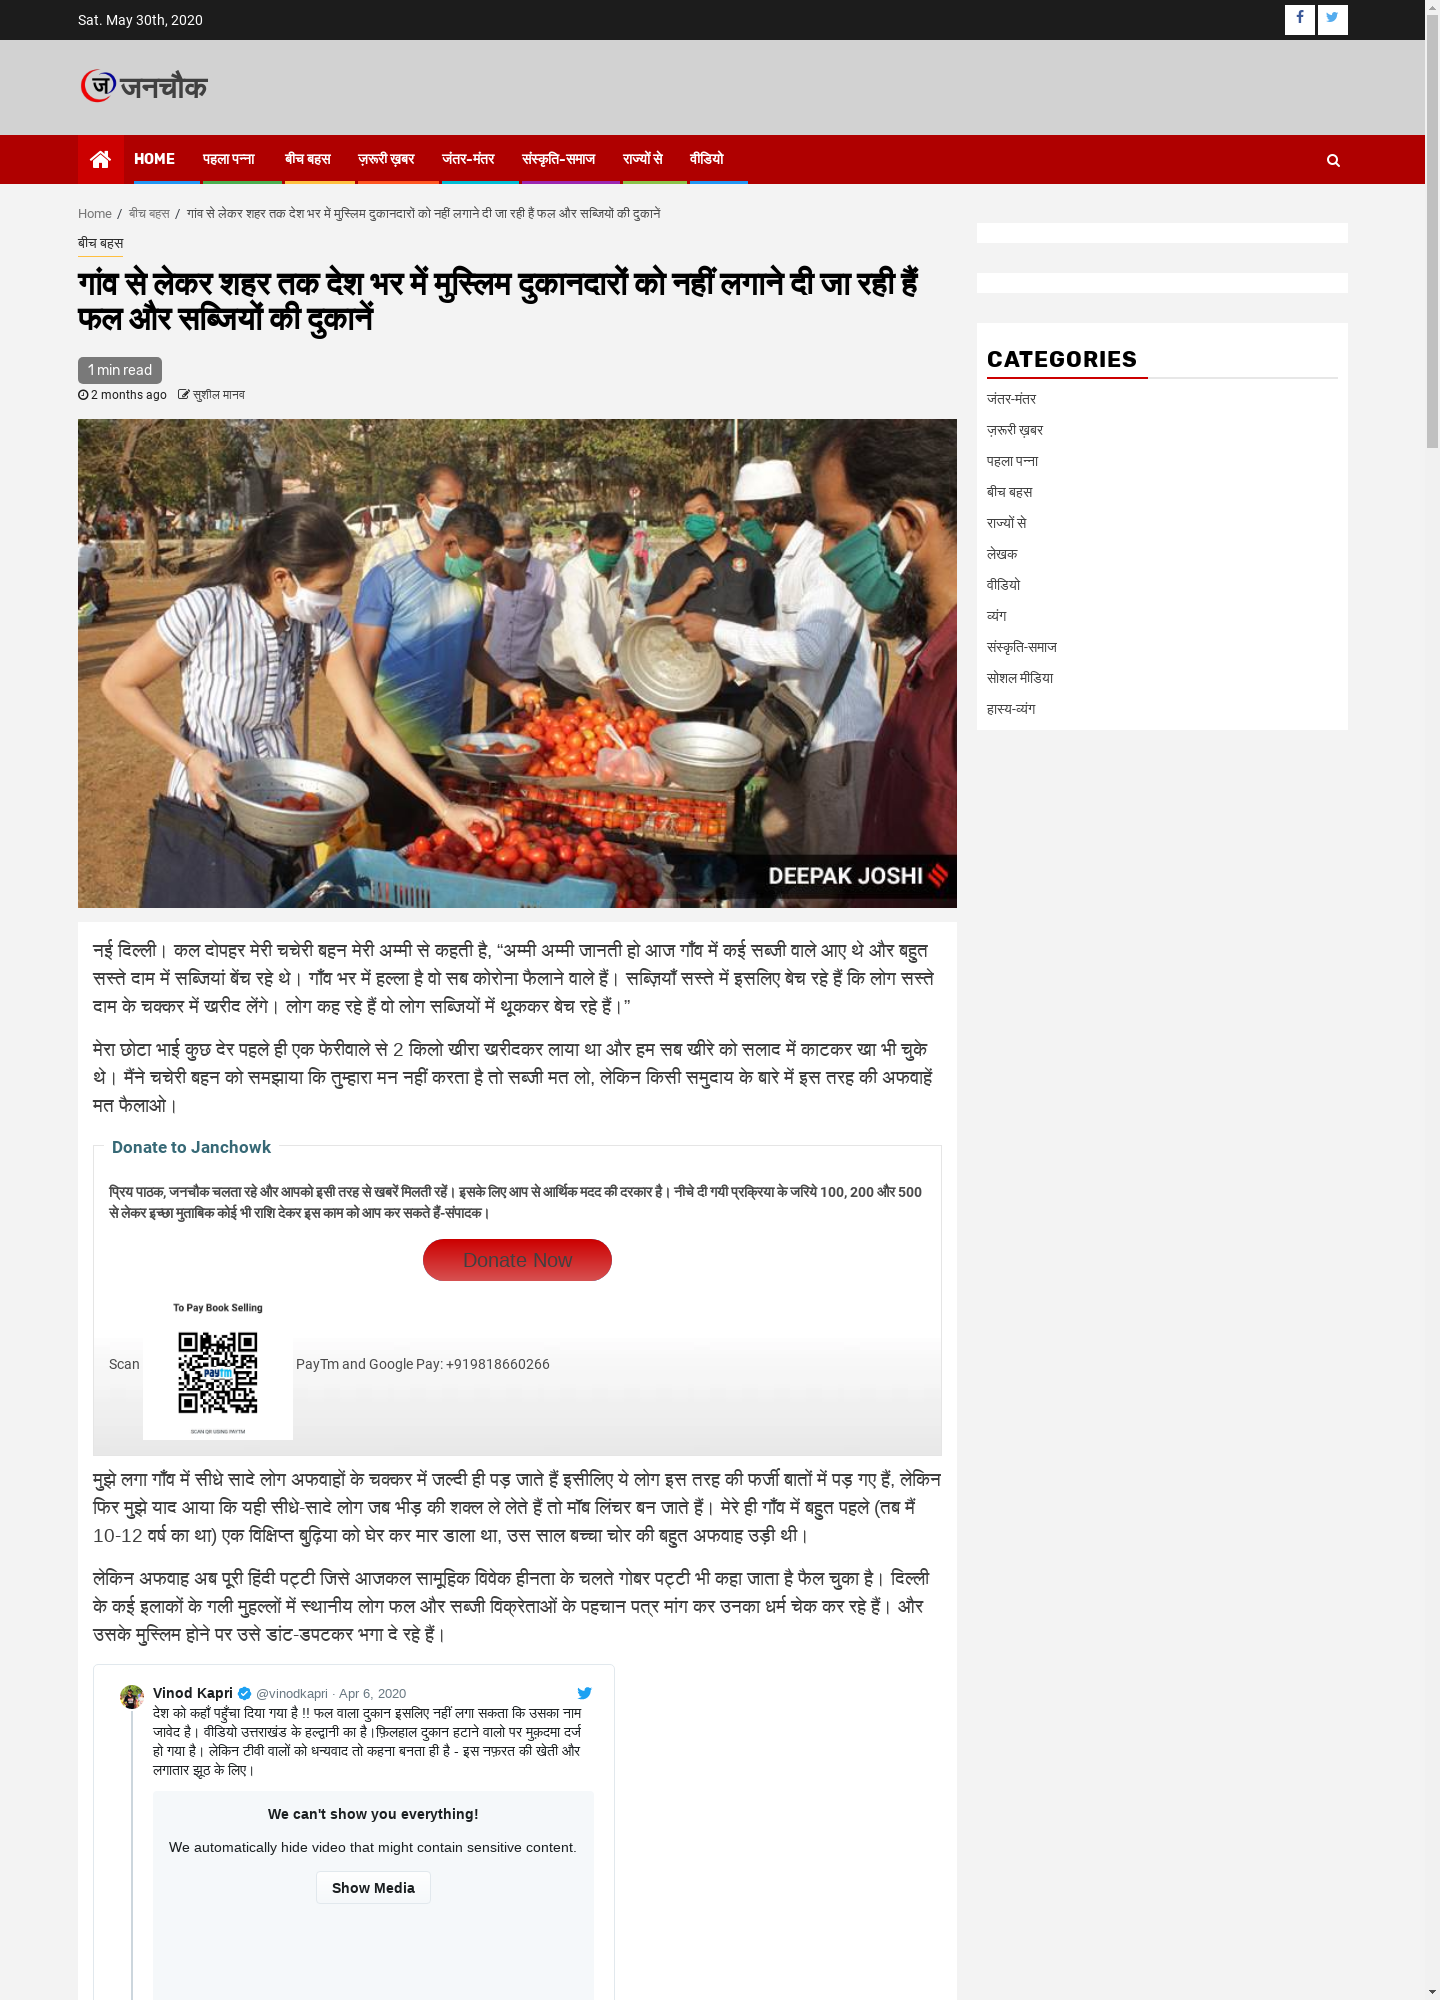 Sat. May 30th, 2020
ज जनचौक
HOME पहला पन्ना बीच बहस ज़रूरी ख़बर जंतर-मंतर संस्कृति-समाज राज्यों से वीडियो
Home / बीच बहस / गांव से लेकर शहर तक देश भर में मुस्लिम दुकानदारों को नहीं लगाने दी जा रही हैं फल और सब्जियों की दुकानें
बीच बहस
गांव से लेकर शहर तक देश भर में मुस्लिम दुकानदारों को नहीं लगाने दी जा रही हैं
फल और सब्जियों की दुकानें
1 min read
2 months ago सुशील मानव
DEEPAK JOSHI
नई दिल्ली। कल दोपहर मेरी चचेरी बहन मेरी अम्मी से कहती है, “अम्मी अम्मी जानती हो आज गाँव में कई सब्जी वाले आए थे और बहुत
सस्ते दाम में सब्जियां बेंच रहे थे। गाँव भर में हल्ला है वो सब कोरोना फैलाने वाले हैं। सब्ज़ियाँ सस्ते में इसलिए बेच रहे हैं कि लोग सस्ते
दाम के चक्कर में खरीद लेंगे। लोग कह रहे हैं वो लोग सब्जियों में थूककर बेच रहे हैं।”
मेरा छोटा भाई कुछ देर पहले ही एक फेरीवाले से 2 किलो खीरा खरीदकर लाया था और हम सब खीरे को सलाद में काटकर खा भी चुके
थे। मैंने चचेरी बहन को समझाया कि तुम्हारा मन नहीं करता है तो सब्जी मत लो, लेकिन किसी समुदाय के बारे में इस तरह की अफवाहें
मत फैलाओ।
Donate to Janchowk
प्रिय पाठक, जनचौक चलता रहे और आपको इसी तरह से खबरें मिलती रहें। इसके लिए आप से आर्थिक मदद की दरकार है। नीचे दी गयी प्रक्रिया के जरिये 100, 200 और 500
से लेकर इच्छा मुताबिक कोई भी राशि देकर इस काम को आप कर सकते हैं-संपादक।
Donate Now
To Pay Book Selling
Scan paytm PayTm and Google Pay: +919818660266
SCAN QR USING PAYTM
मुझे लगा गाँव में सीधे सादे लोग अफवाहों के चक्कर में जल्दी ही पड़ जाते हैं इसीलिए ये लोग इस तरह की फर्जी बातों में पड़ गए हैं, लेकिन
फिर मुझे याद आया कि यही सीधे-सादे लोग जब भीड़ की शक्ल ले लेते हैं तो मॉब लिंचर बन जाते हैं। मेरे ही गाँव में बहुत पहले (तब मैं
10-12 वर्ष का था) एक विक्षिप्त बुढ़िया को घेर कर मार डाला था, उस साल बच्चा चोर की बहुत अफवाह उड़ी थी।
लेकिन अफवाह अब पूरी हिंदी पट्टी जिसे आजकल सामूहिक विवेक हीनता के चलते गोबर पट्टी भी कहा जाता है फैल चुका है। दिल्ली
के कई इलाकों के गली मुहल्लों में स्थानीय लोग फल और सब्जी विक्रेताओं के पहचान पत्र मांग कर उनका धर्म चेक कर रहे हैं। और
उसके मुस्लिम होने पर उसे डांट-डपटकर भगा दे रहे हैं।
Vinod Kapri @vinodkapri · Apr 6, 2020
देश को कहाँ पहुँचा दिया गया है !! फल वाला दुकान इसलिए नहीं लगा सकता कि उसका नाम
जावेद है। वीडियो उत्तराखंड के हल्द्वानी का है।फ़िलहाल दुकान हटाने वालो पर मुक़दमा दर्ज
हो गया है। लेकिन टीवी वालों को धन्यवाद तो कहना बनता ही है - इस नफ़रत की खेती और
लगातार झूठ के लिए।
We can't show you everything!
We automatically hide video that might contain sensitive content.
Show Media
CATEGORIES
जंतर-मंतर
ज़रूरी ख़बर
पहला पन्ना
बीच बहस
राज्यों से
लेखक
वीडियो
व्यंग
संस्कृति-समाज
सोशल मीडिया
हास्य-व्यंग